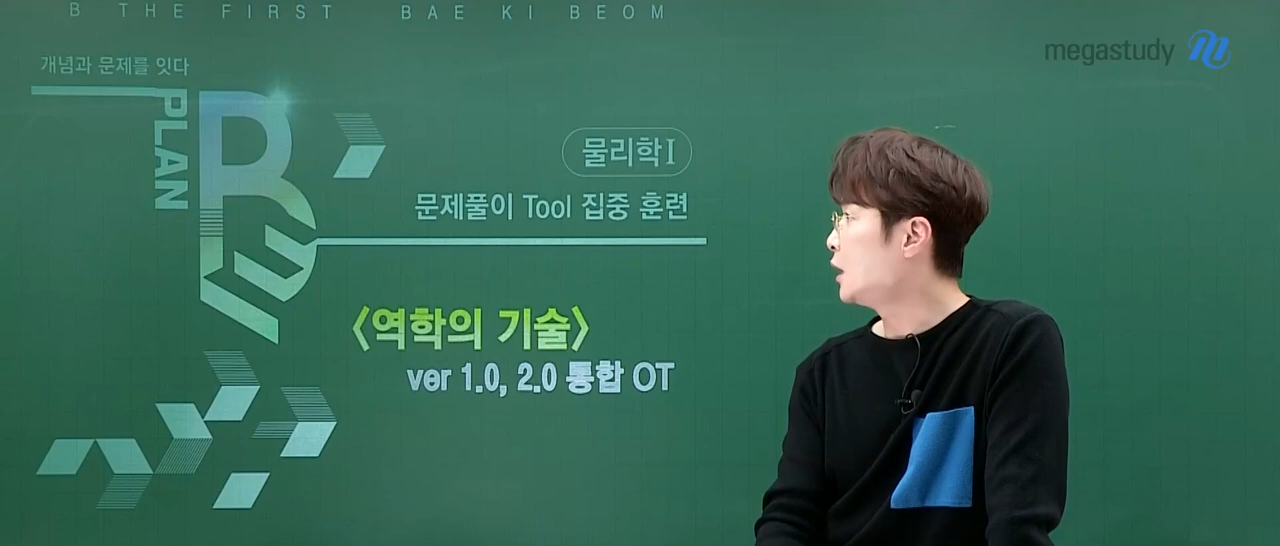 B THE FIRST BAE KI BEOM
megastudy
개념과 문제를 잇다
PLAN
B
물리학I
문제풀이 Tool 집중 훈련
<역학의 기술>
ver 1.0, 2.0 통합 OT